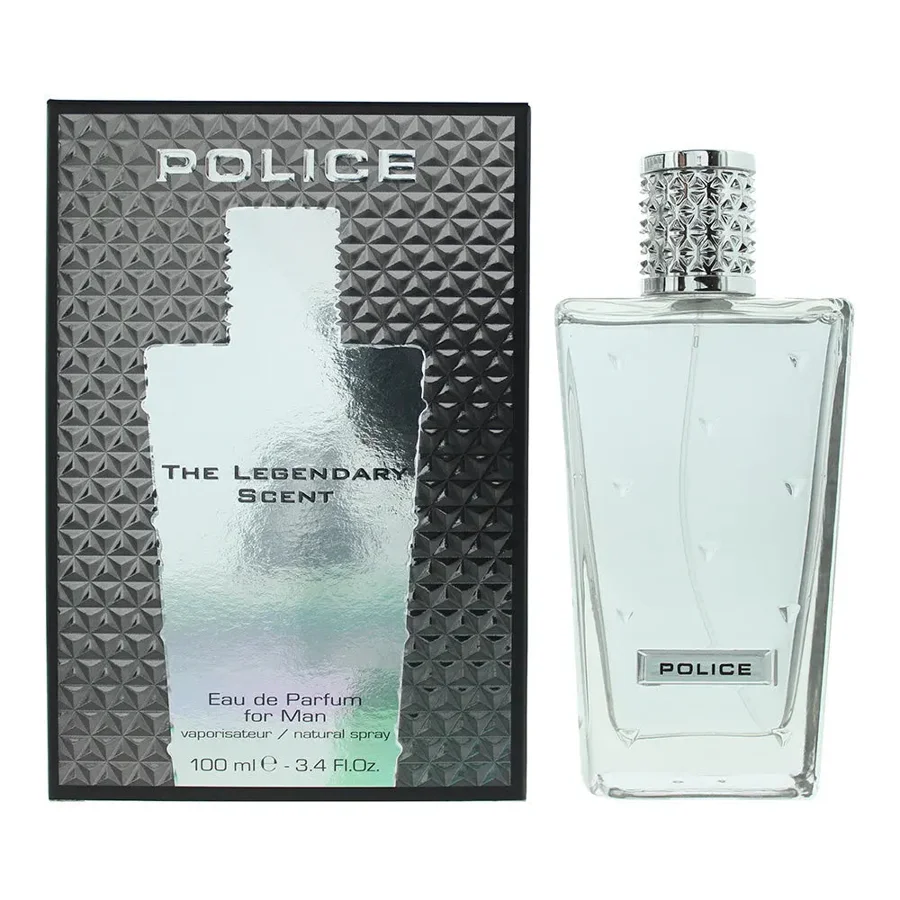 POLICE
THE LEGENDARY
SCENT
Eau de Parfum
for Man
vaporisateur / natural spray
100 ml ℮ - 3.4 Fl.Oz.
POLICE